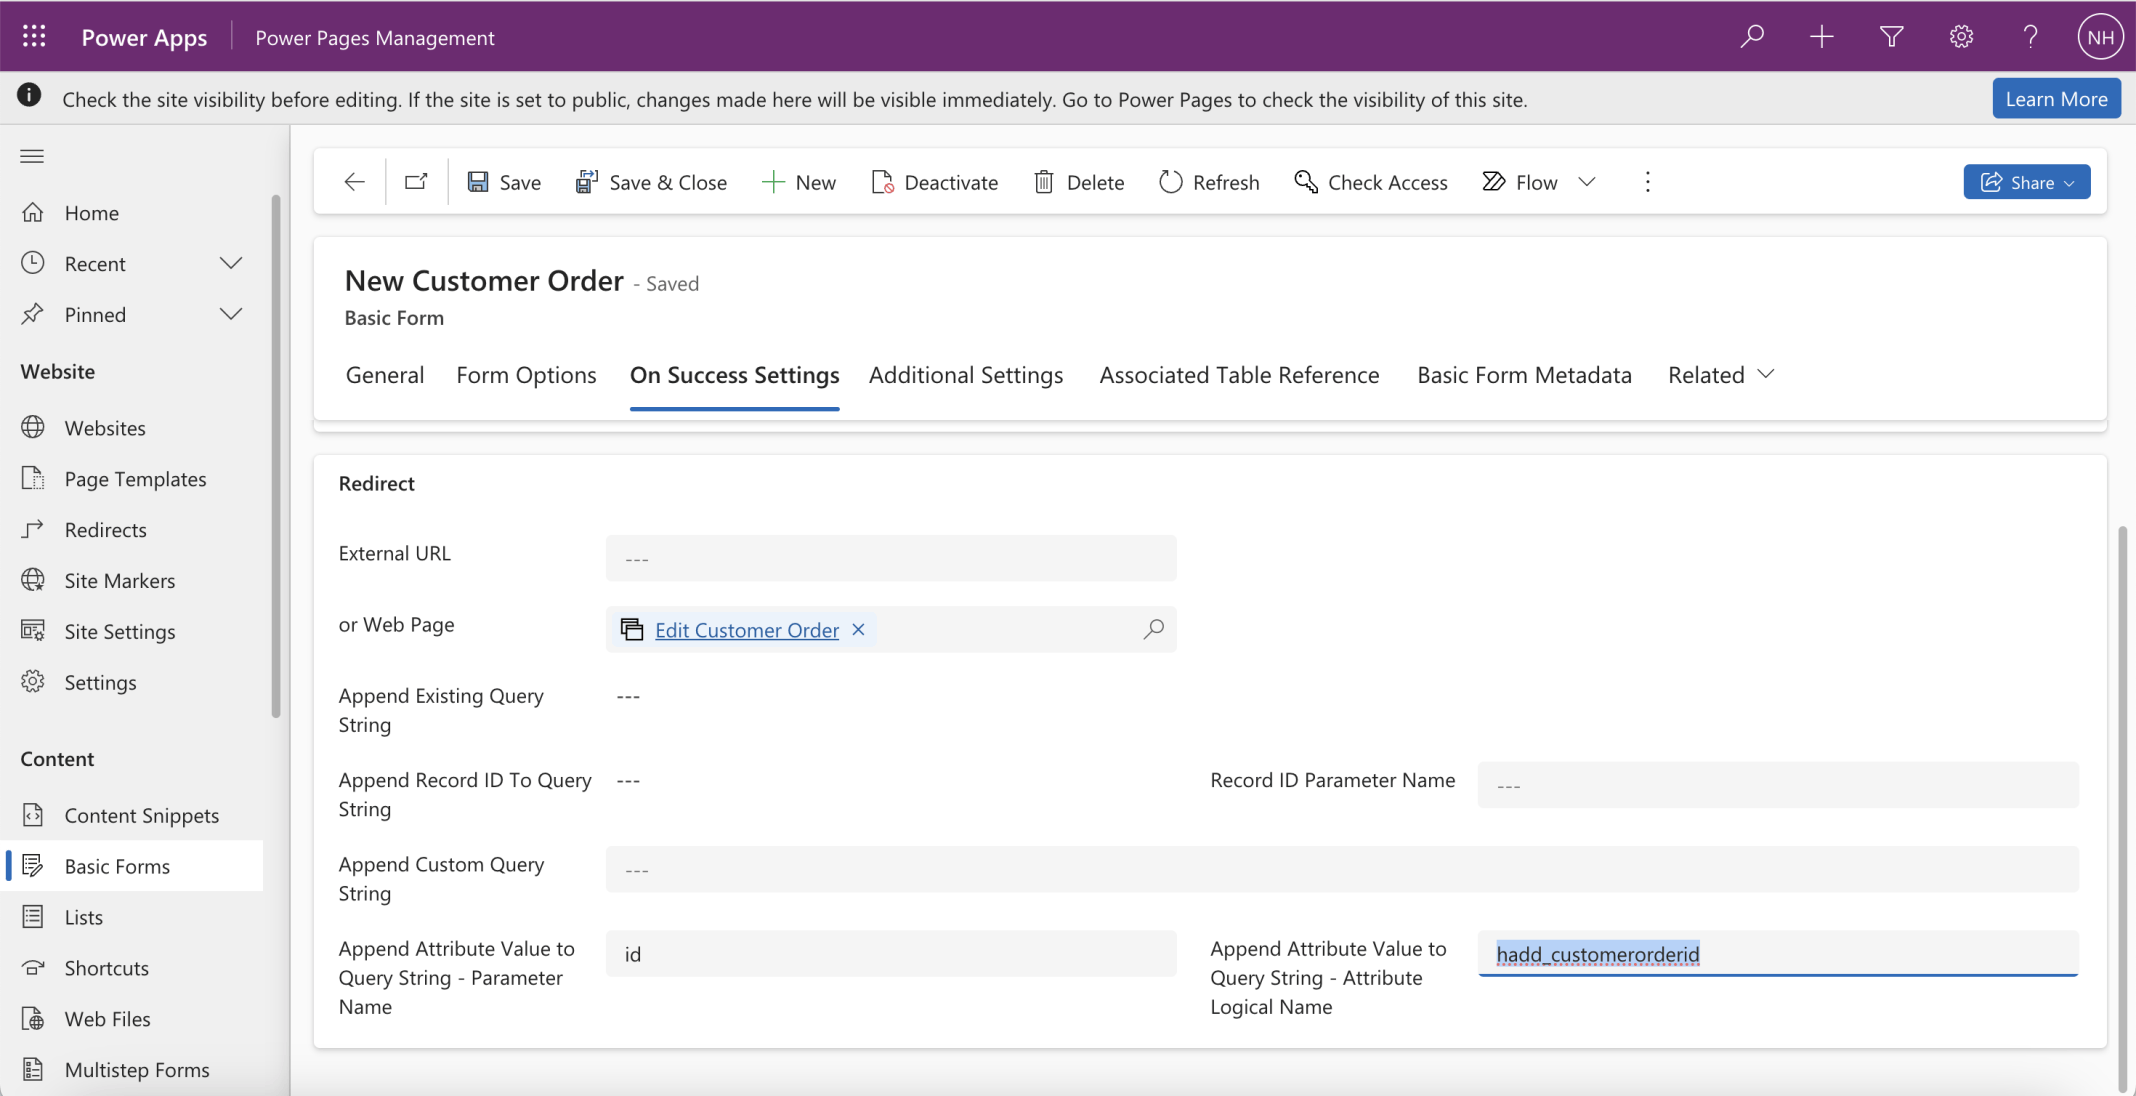 Power Apps
Power Pages Management
NH
Check the site visibility before editing. If the site is set to public, changes made here will be visible immediately. Go to Power Pages to check the visibility of this site.
Learn More
Home
Recent
Pinned
Website
Websites
Page Templates
Redirects
Site Markers
Site Settings
Settings
Content
Content Snippets
Basic Forms
Lists
Shortcuts
Web Files
Multistep Forms
Save
Save & Close
New
Deactivate
Delete
Refresh
Check Access
Flow
Share
New Customer Order - Saved
Basic Form
General
Form Options
On Success Settings
Additional Settings
Associated Table Reference
Basic Form Metadata
Related
Redirect
External URL
---
or Web Page
Edit Customer Order
Append Existing Query
String
---
Append Record ID To Query
String
---
Record ID Parameter Name
---
Append Custom Query
String
---
Append Attribute Value to
Query String - Parameter
Name
id
Append Attribute Value to
Query String - Attribute
Logical Name
hadd_customerorderid